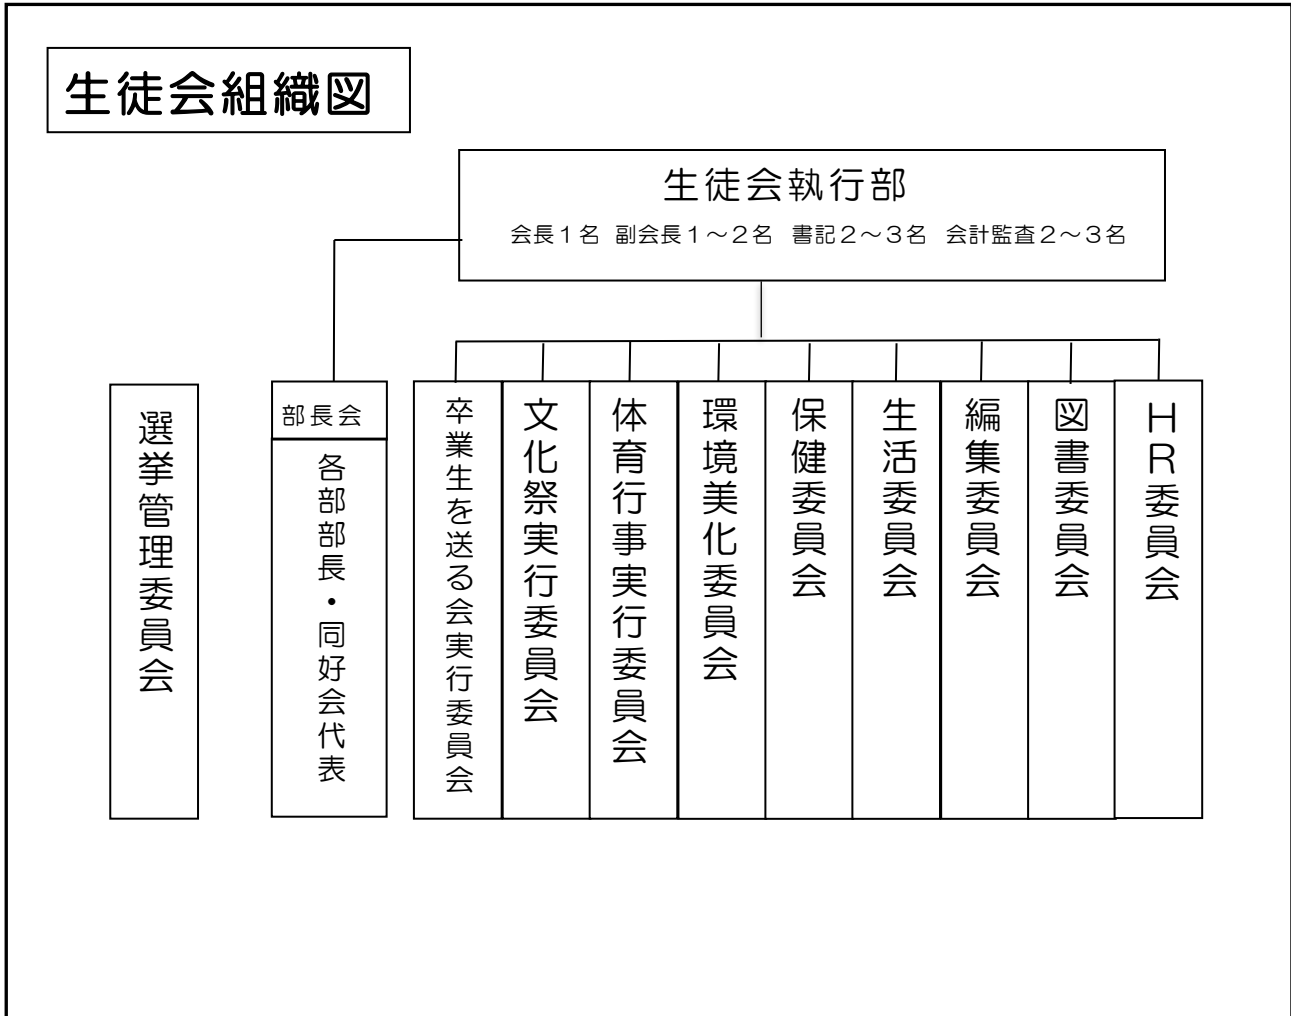 生徒会組織図
生徒会執行部
会長１名 副会長１～２名 書記２～３名 会計監査２～３名
選挙管理委員会
部長会
各部部長・同好会代表
卒業生を送る会実行委員会
文化祭実行委員会
体育行事実行委員会
環境美化委員会
保健委員会
生活委員会
編集委員会
図書委員会
ＨＲ委員会